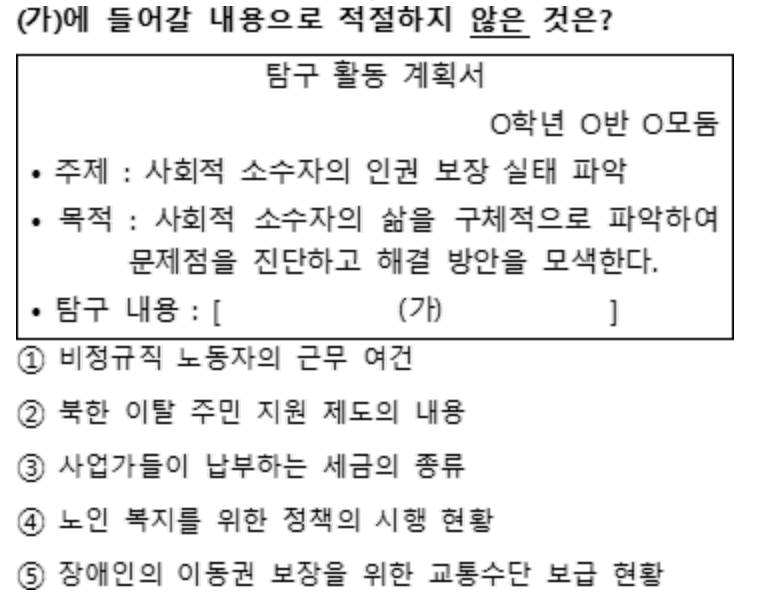 (가)에 들어갈 내용으로 적절하지 않은 것은?
탐구 활동 계획서
O학년 O반 O모둠
• 주제 : 사회적 소수자의 인권 보장 실태 파악
• 목적 : 사회적 소수자의 삶을 구체적으로 파악하여
문제점을 진단하고 해결 방안을 모색한다.
• 탐구 내용 : [ (가) ]
① 비정규직 노동자의 근무 여건
② 북한 이탈 주민 지원 제도의 내용
③ 사업가들이 납부하는 세금의 종류
④ 노인 복지를 위한 정책의 시행 현황
⑤ 장애인의 이동권 보장을 위한 교통수단 보급 현황